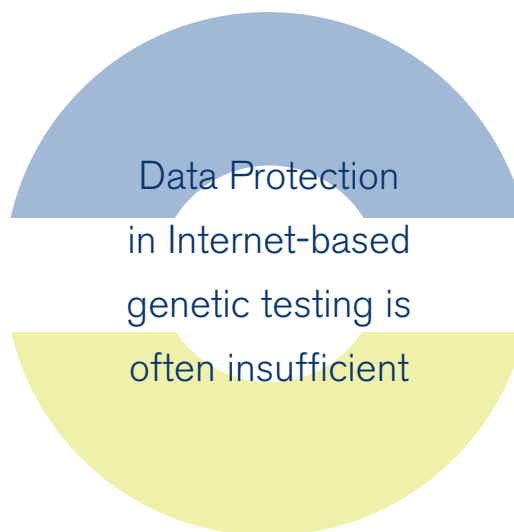 Data Protection
in Internet-based
genetic testing is
often insufficient